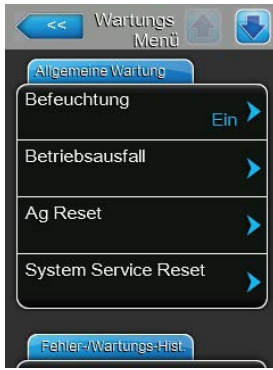 <<
Wartungs
Menü
Allgemeine Wartung
Befeuchtung
Ein
Betriebsausfall
Ag Reset
System Service Reset
Fehler-/Wartungs-Hist.